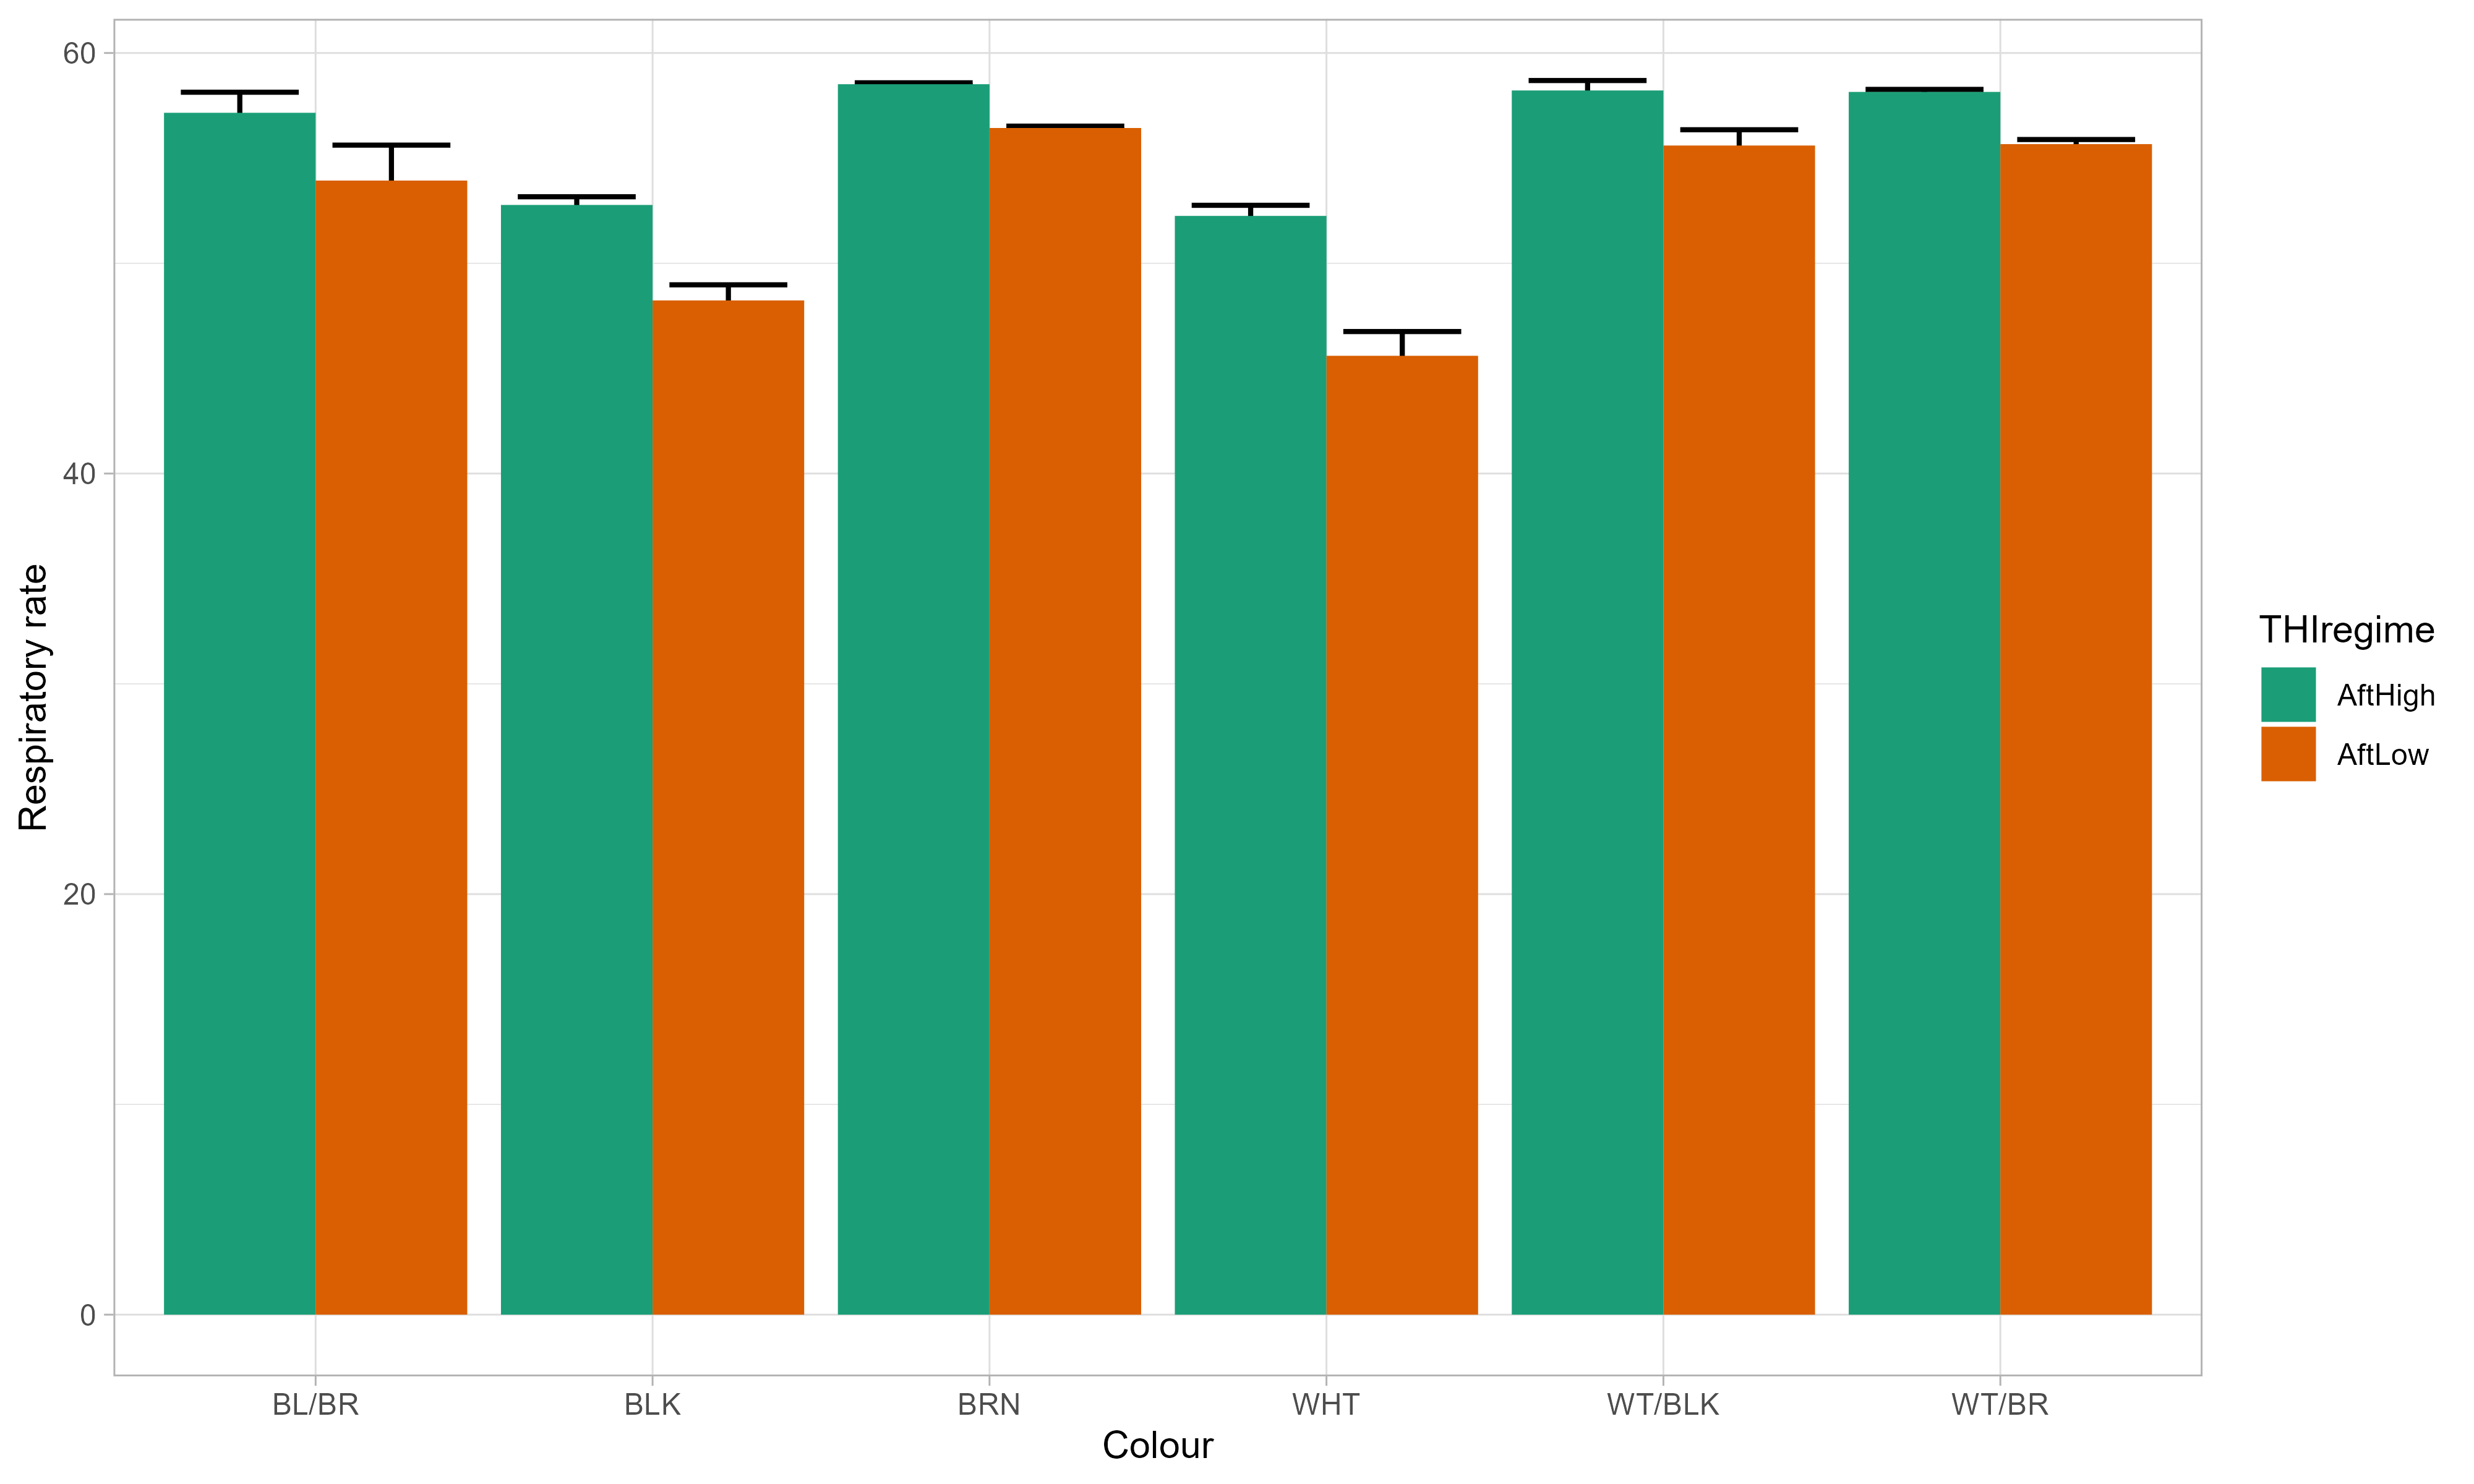 60
40
20
0
Respiratory rate
BL/BR
BLK
BRN
WHT
WT/BLK
WT/BR
Colour
THIregime
AftHigh
AftLow